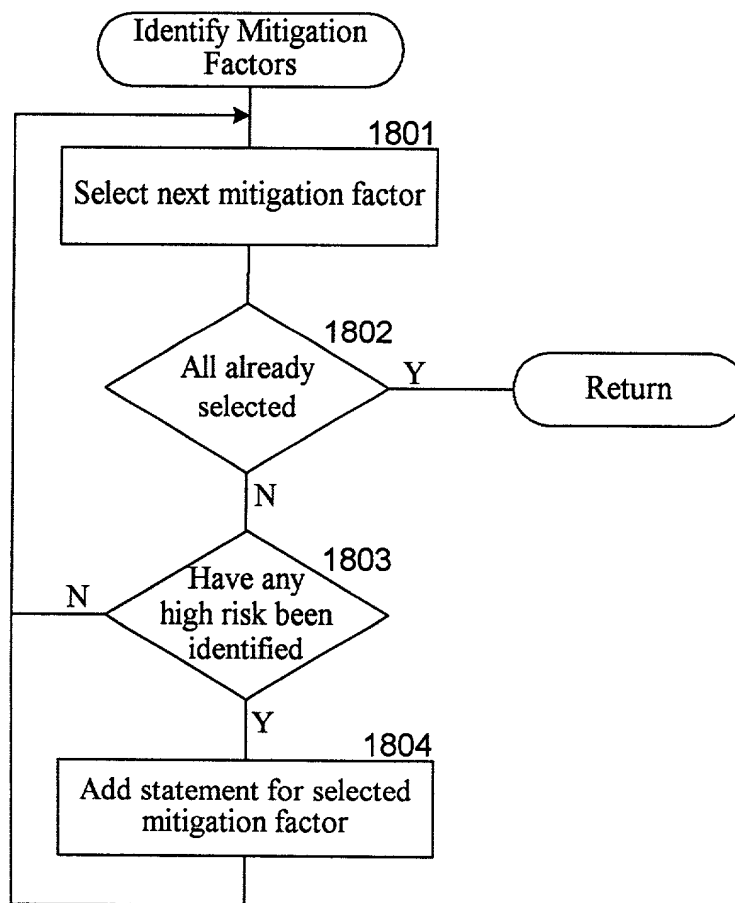 Identify Mitigation
Factors
1801
Select next mitigation factor
1802
All already
selected
Y
Return
N
1803
Have any
high risk been
identified
N
Y
1804
Add statement for selected
mitigation factor